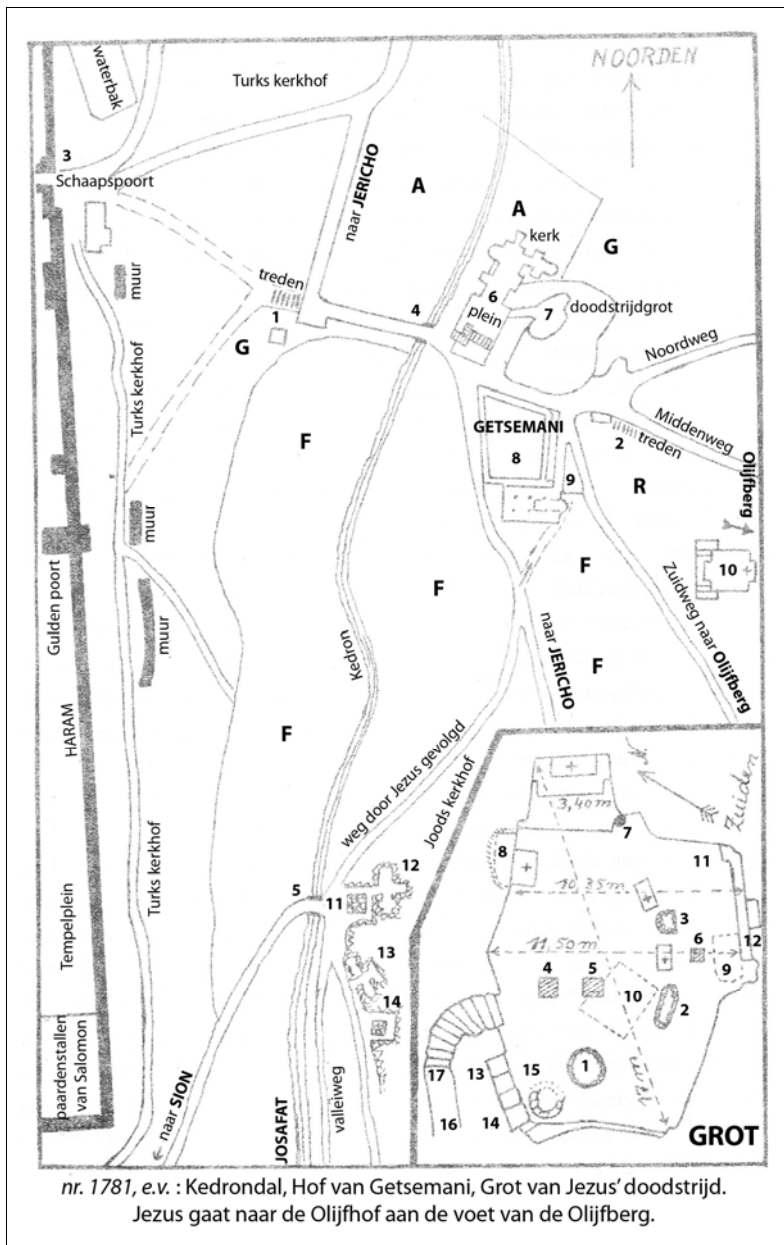 NOORDEN
waterbak
Turks kerkhof
3
Schaapspoort
naar JERICHO
A
A
kerk
G
6
plein
7
doodstrijdgrot
muur
treden
1
4
G
Noordweg
Middenweg
GETSEMANI
8
2
treden
9
R
Olijfberg
10
Turks kerkhof
F
F
F
F
F
muur
muur
Gulden poort
HARAM
Kedron
naar JERICHO
Zuidweg naar Olijfberg
weg door Jezus gevolgd
Joods kerkhof
Tempelplein
Turks kerkhof
5
11
12
13
14
paardenstallen
van Salomon
naar SION
JOSAFAT
valleiweg
Zuiden
3,40 m
7
8
11
10,35 m
3
11,50 m
6
12
9
4
5
10
2
1
15
17
13
16
14
GROT
nr. 1781, e.v. : Kedrondal, Hof van Getsemani, Grot van Jezus’ doodstrijd.
Jezus gaat naar de Olijfhof aan de voet van de Olijfberg.